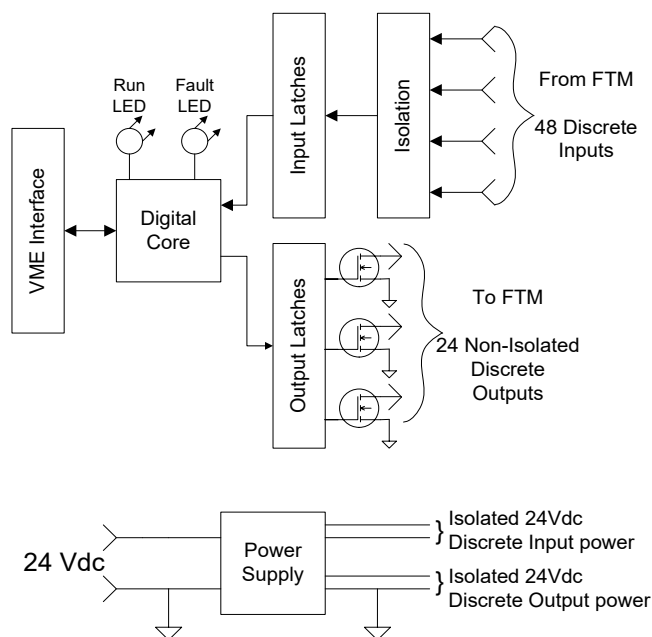 Run
LED
Fault
LED
VME Interface
Digital
Core
Input Latches
Isolation
From FTM
48 Discrete
Inputs
Output Latches
To FTM
24 Non-Isolated
Discrete
Outputs
24 Vdc
Power
Supply
} Isolated 24Vdc
Discrete Input power
} Isolated 24Vdc
Discrete Output power